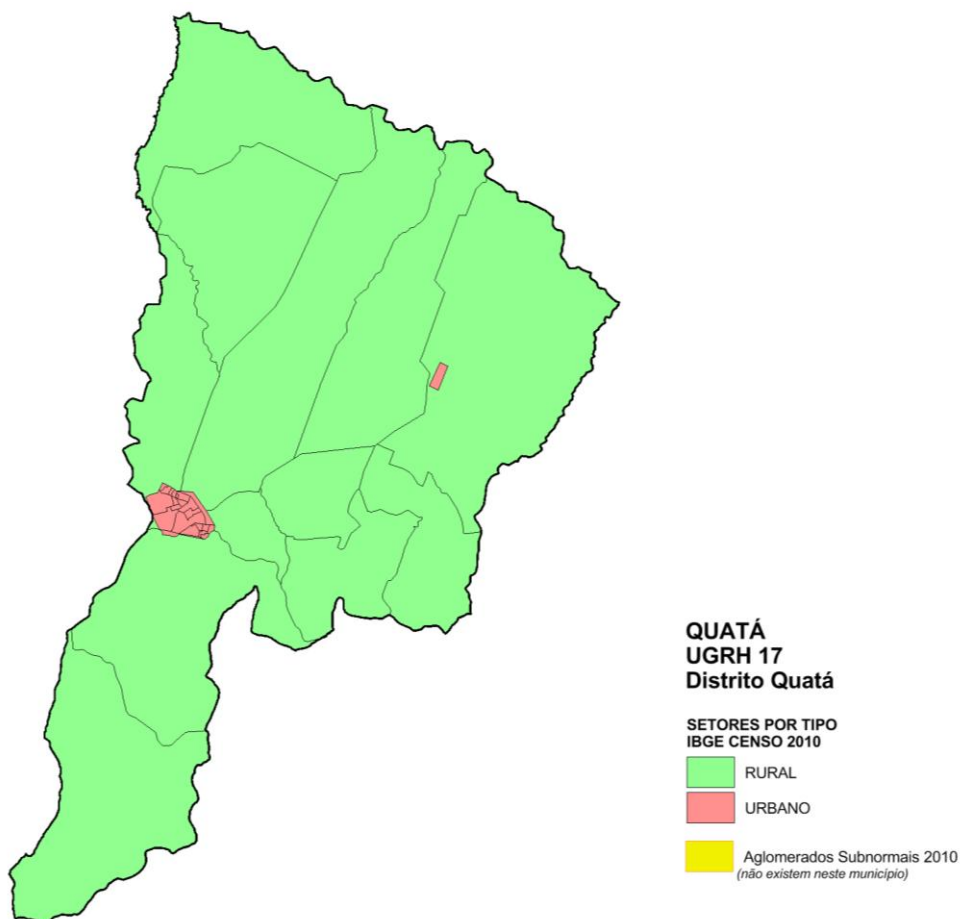 QUATÁ
UGRH 17
Distrito Quatá
SETORES POR TIPO
IBGE CENSO 2010
RURAL
URBANO
Aglomerados Subnormais 2010
(não existem neste município)